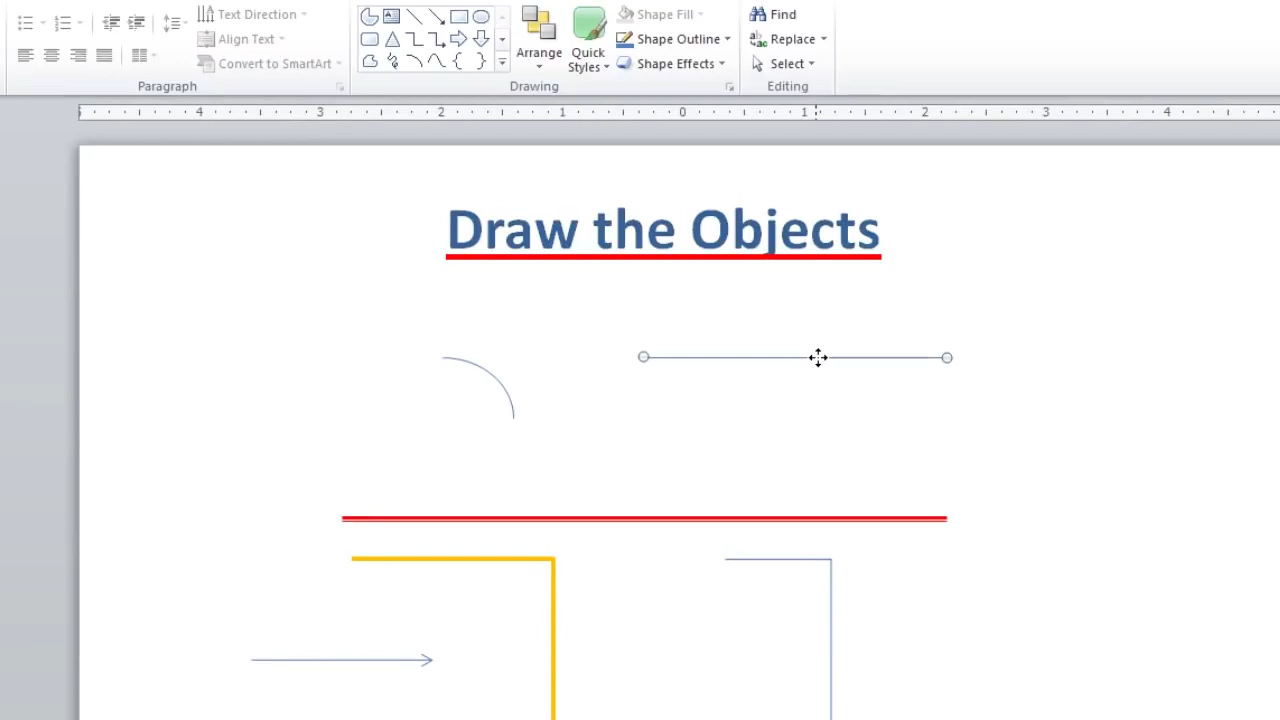 Text Direction
Align Text
Convert to SmartArt
Paragraph
Arrange
Quick
Styles
Shape Fill
Shape Outline
Shape Effects
Drawing
Find
Replace
Select
Editing
4 3 2 1 0 1 2 3 4
Draw the Objects